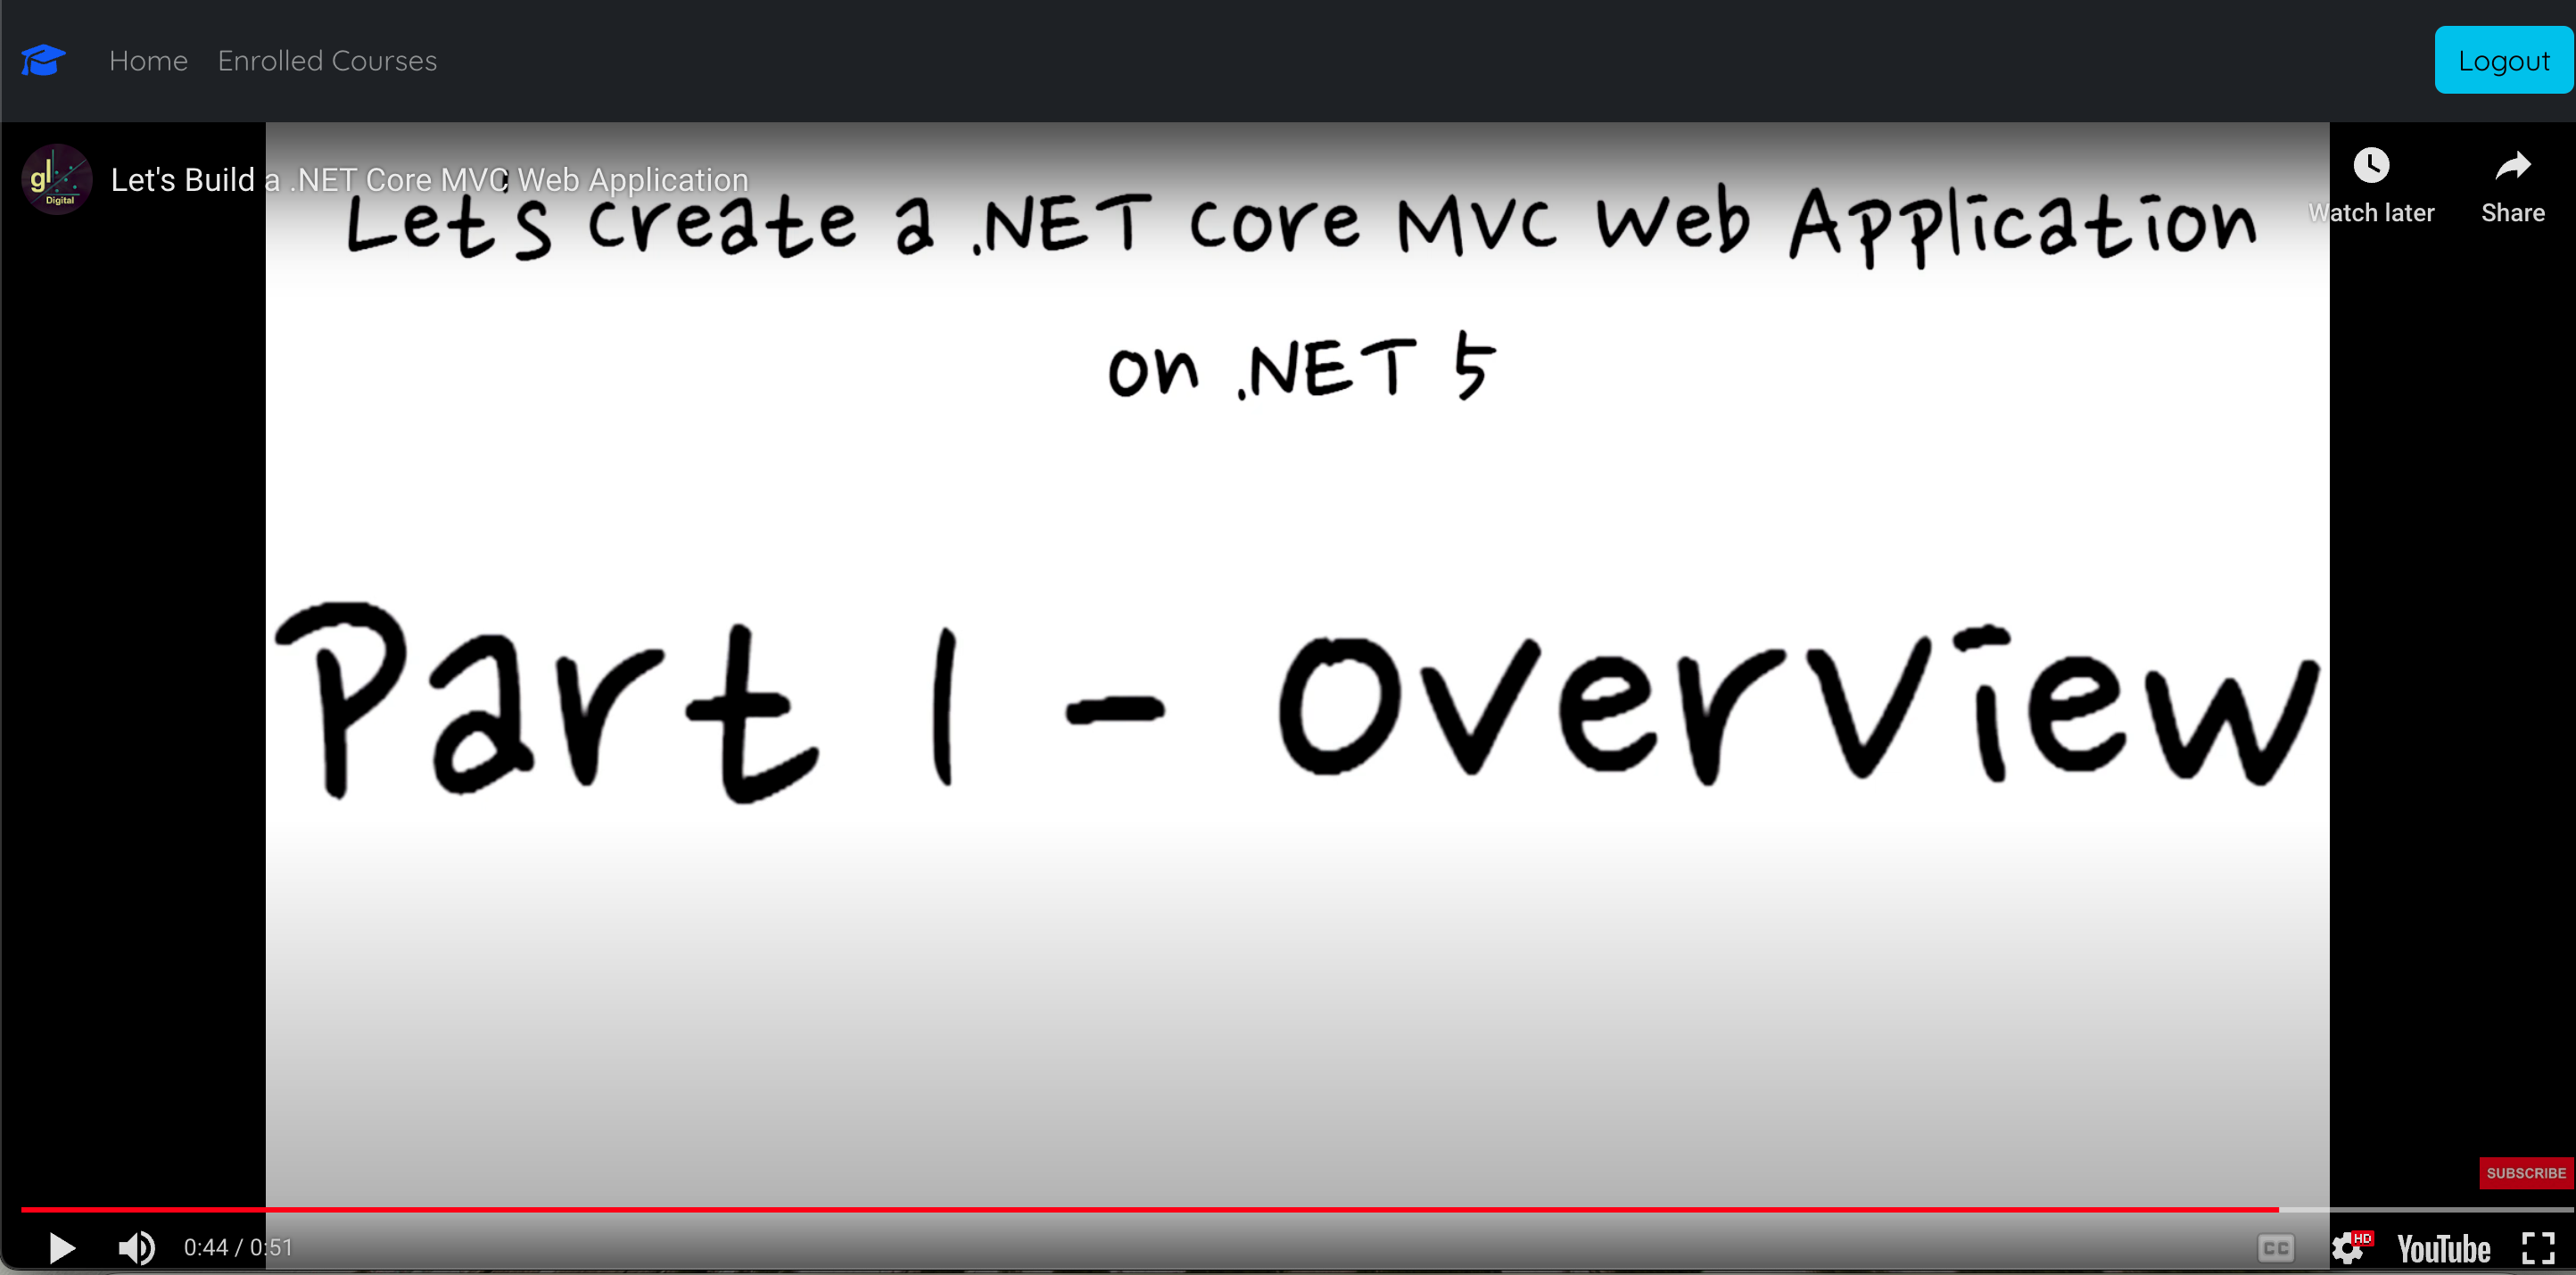 Home Enrolled Courses Logout
gl Digital
Let's Build a .NET Core MVC Web Application
Watch later Share
Lets create a .NET Core MVC Web Application
on .NET 5
Part 1 - Overview
SUBSCRIBE
0:44 / 0:51 CC HD YouTube